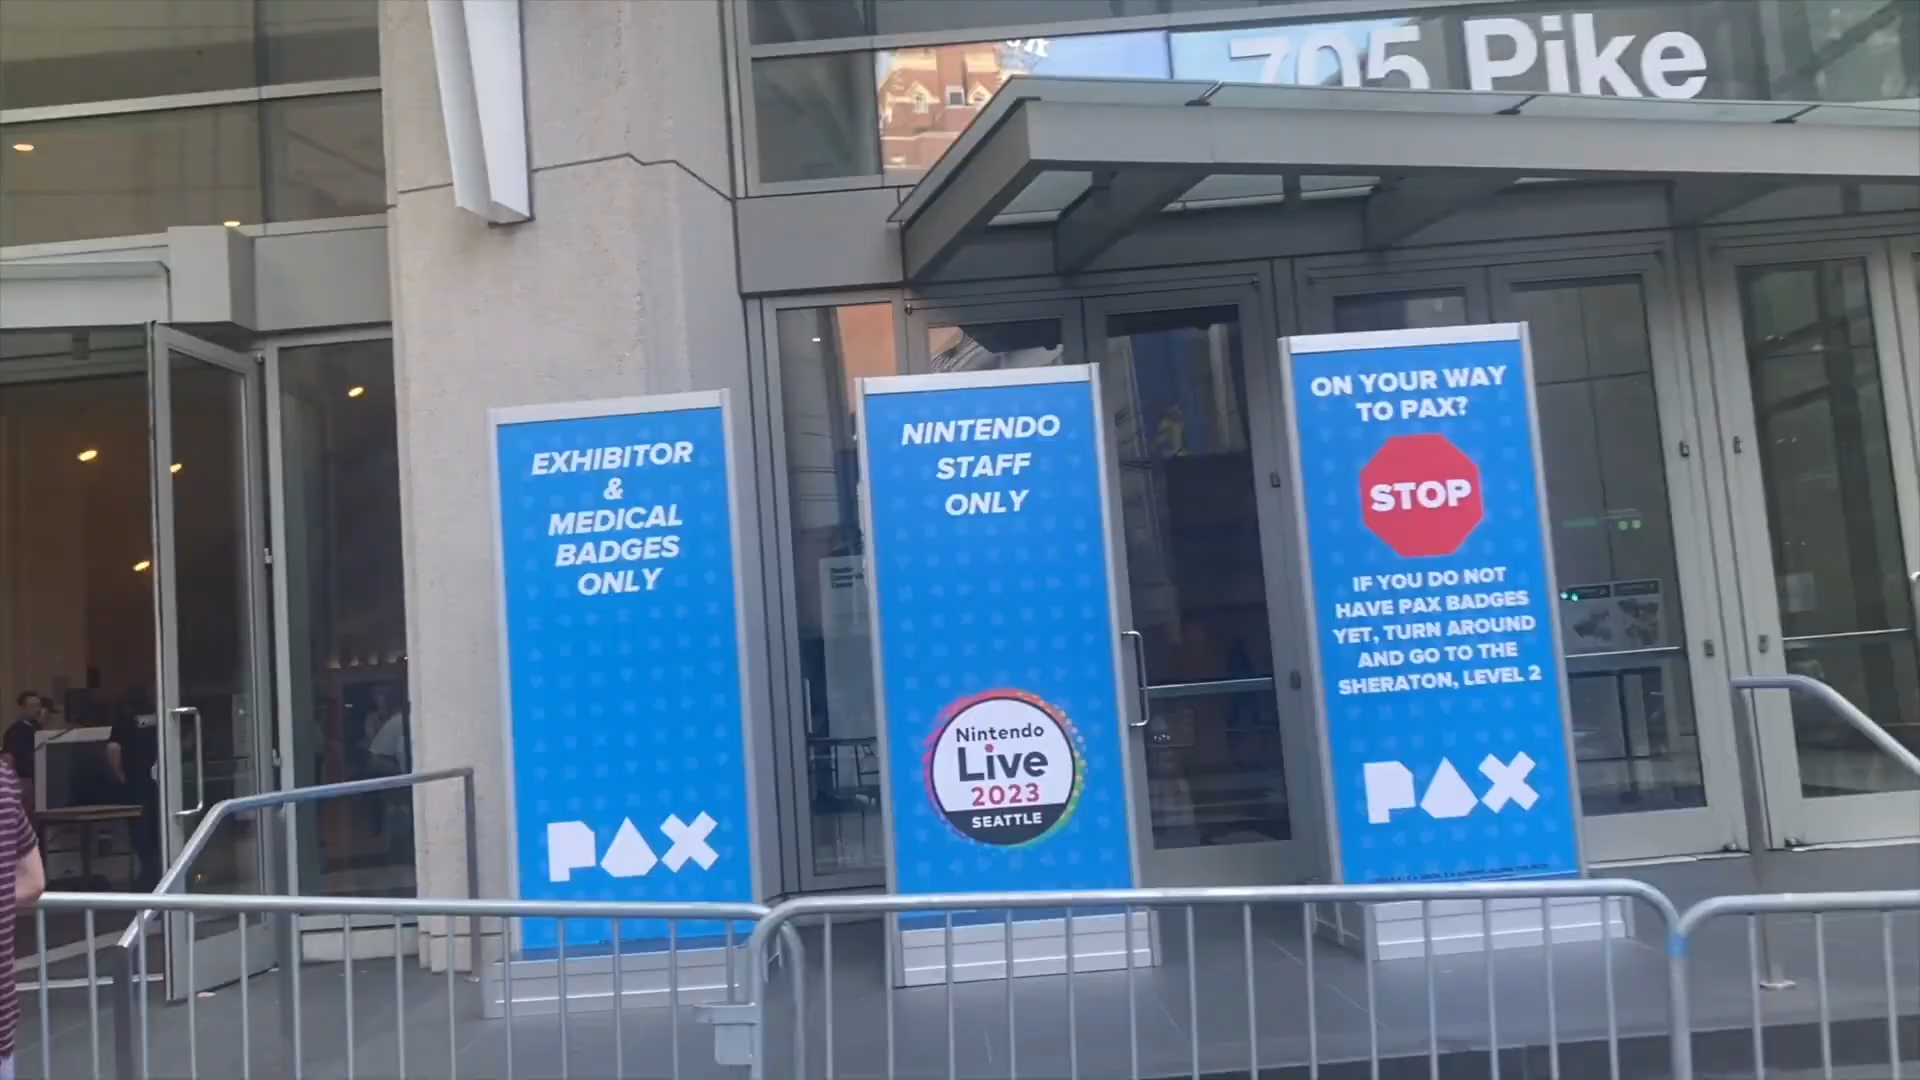 705 Pike
EXHIBITOR
&
MEDICAL
BADGES
ONLY
PAX
NINTENDO
STAFF
ONLY
Nintendo
Live
2023
SEATTLE
ON YOUR WAY
TO PAX?
STOP
IF YOU DO NOT
HAVE PAX BADGES
YET, TURN AROUND
AND GO TO THE
SHERATON, LEVEL 2
PAX